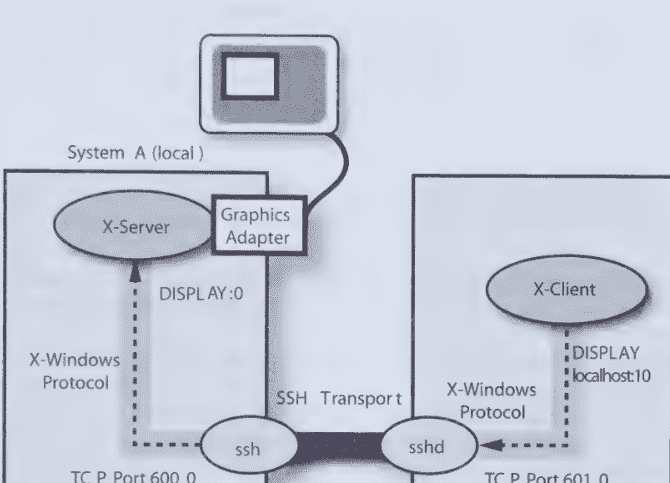 System A (local)
X-Server
Graphics
Adapter
DISPLAY:0
X-Client
X-Windows
Protocol
DISPLAY
localhost:10
SSH Transport
X-Windows
Protocol
ssh
sshd
TCP Port 6000
TCP Port 6010